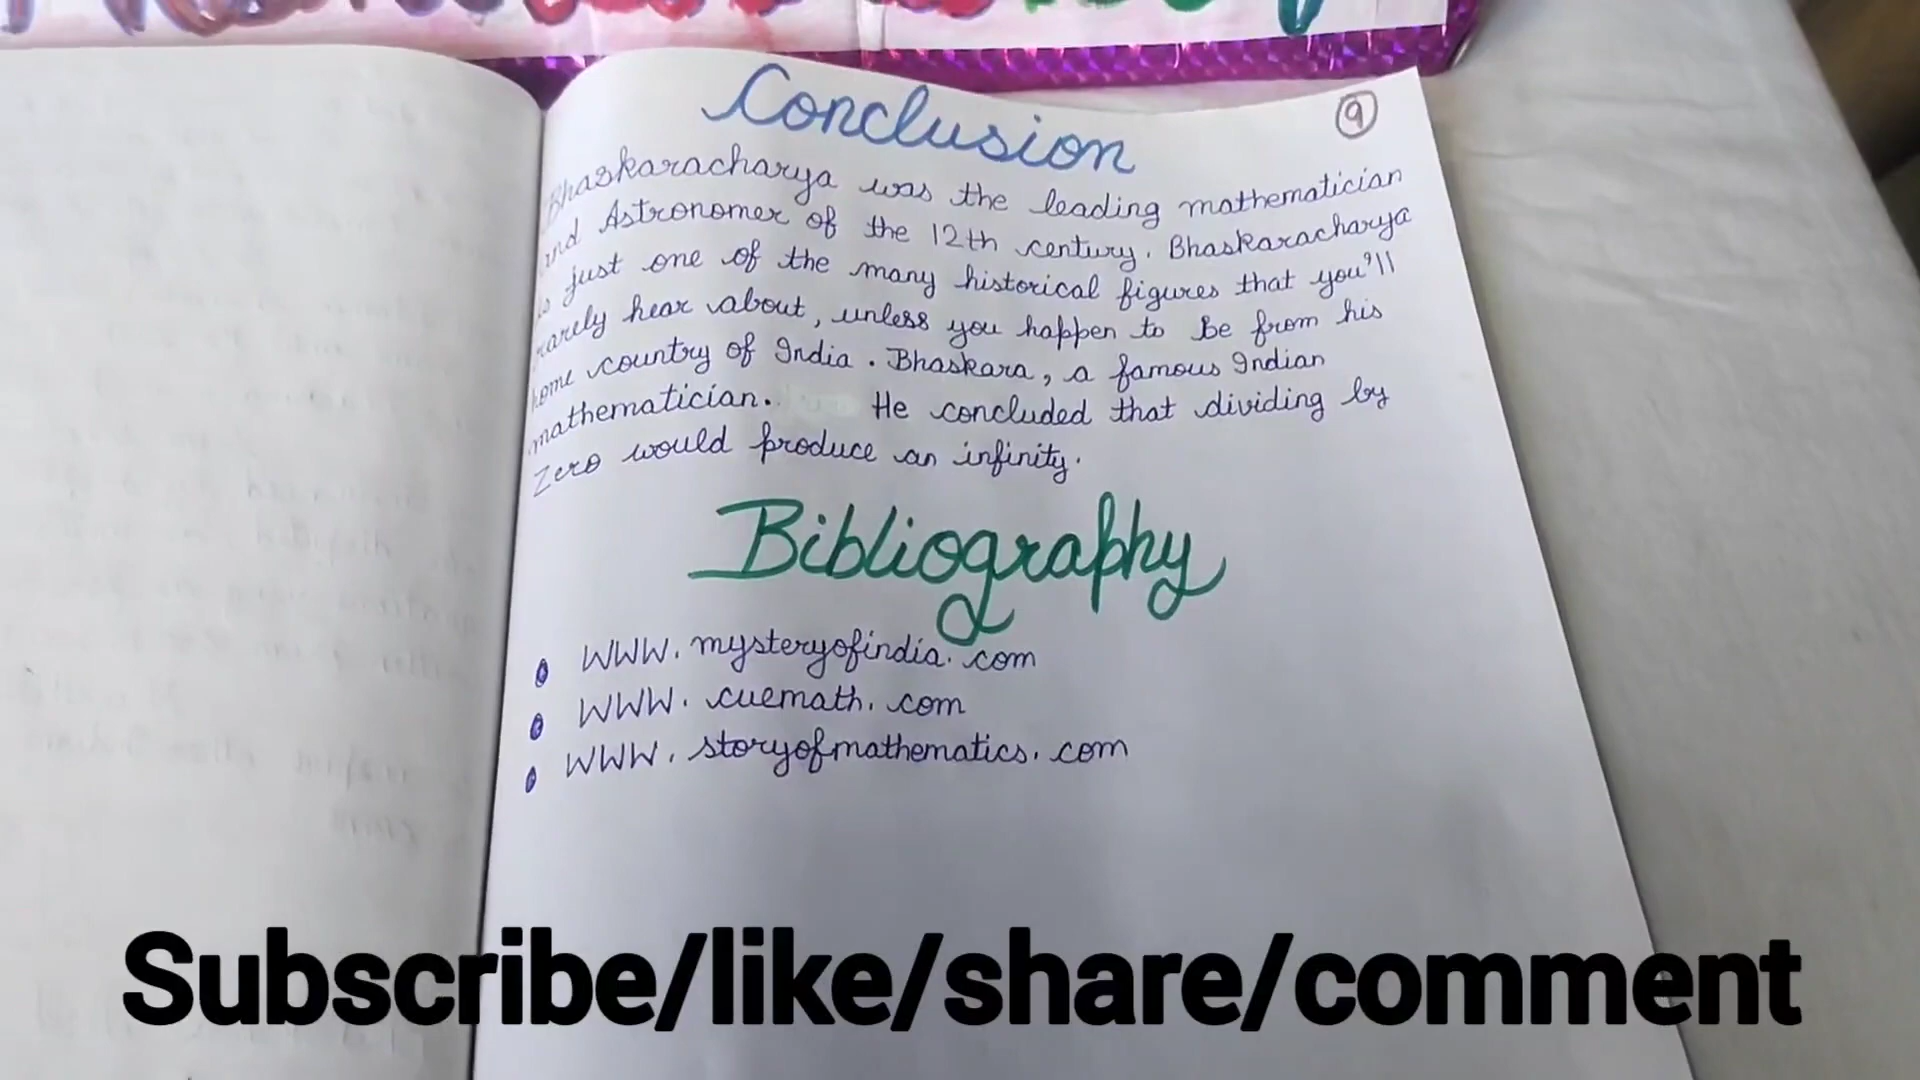 Conclusion
9
Bhaskaracharya was the leading mathematician
and Astronomer of the 12th century. Bhaskaracharya
is just one of the many historical figures that you'll
rarely hear about, unless you happen to be from his
home country of India. Bhaskara, a famous Indian
mathematician. He concluded that dividing by
Zero would produce an infinity.
Bibliography
WWW. mysteryofindia. com
WWW. cuemath. com
WWW. storyofmathematics. com
Subscribe/like/share/comment